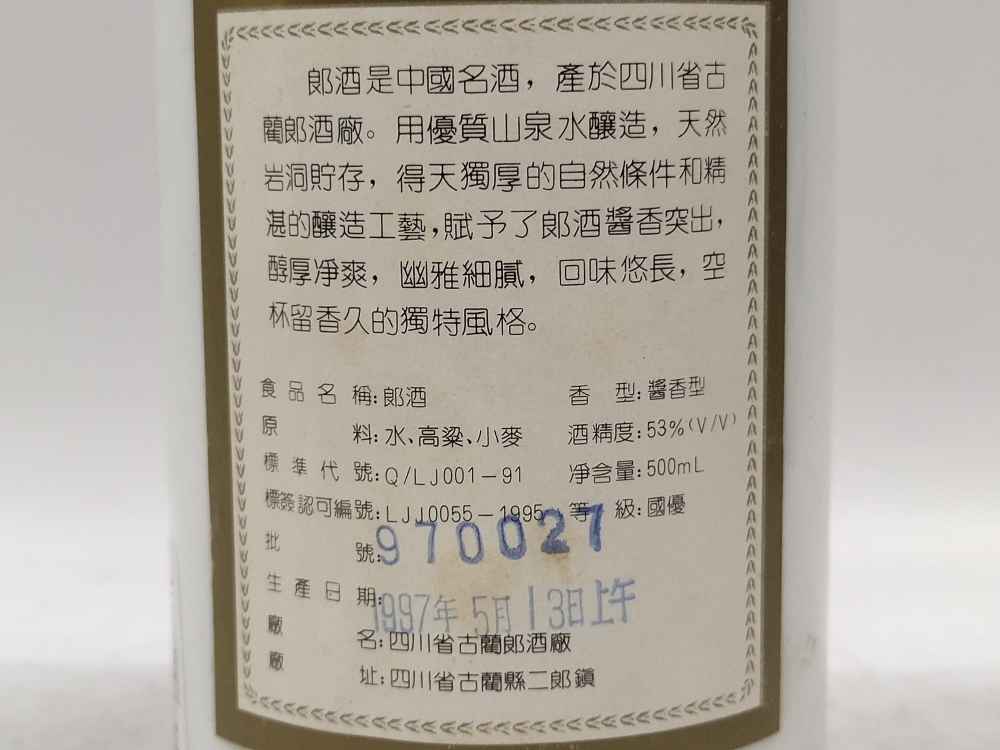 郎酒是中國名酒，產於四川省古
藺郎酒廠。用優質山泉水釀造，天然
岩洞貯存，得天獨厚的自然條件和精
湛的釀造工藝，賦予了郎酒醬香突出，
醇厚凈爽，幽雅細膩，回味悠長，空
杯留香久的獨特風格。
食品名稱:郎酒 香型:醬香型
原料:水、高粱、小麥 酒精度:53%(V/V)
標準代號:Q/LJ001-91 凈含量:500mL
標簽認可編號:LJJ0055-1995 等級:國優
批號:970027
生產日期:1997年5月13日上午
廠名:四川省古藺郎酒廠
廠址:四川省古藺縣二郎鎮